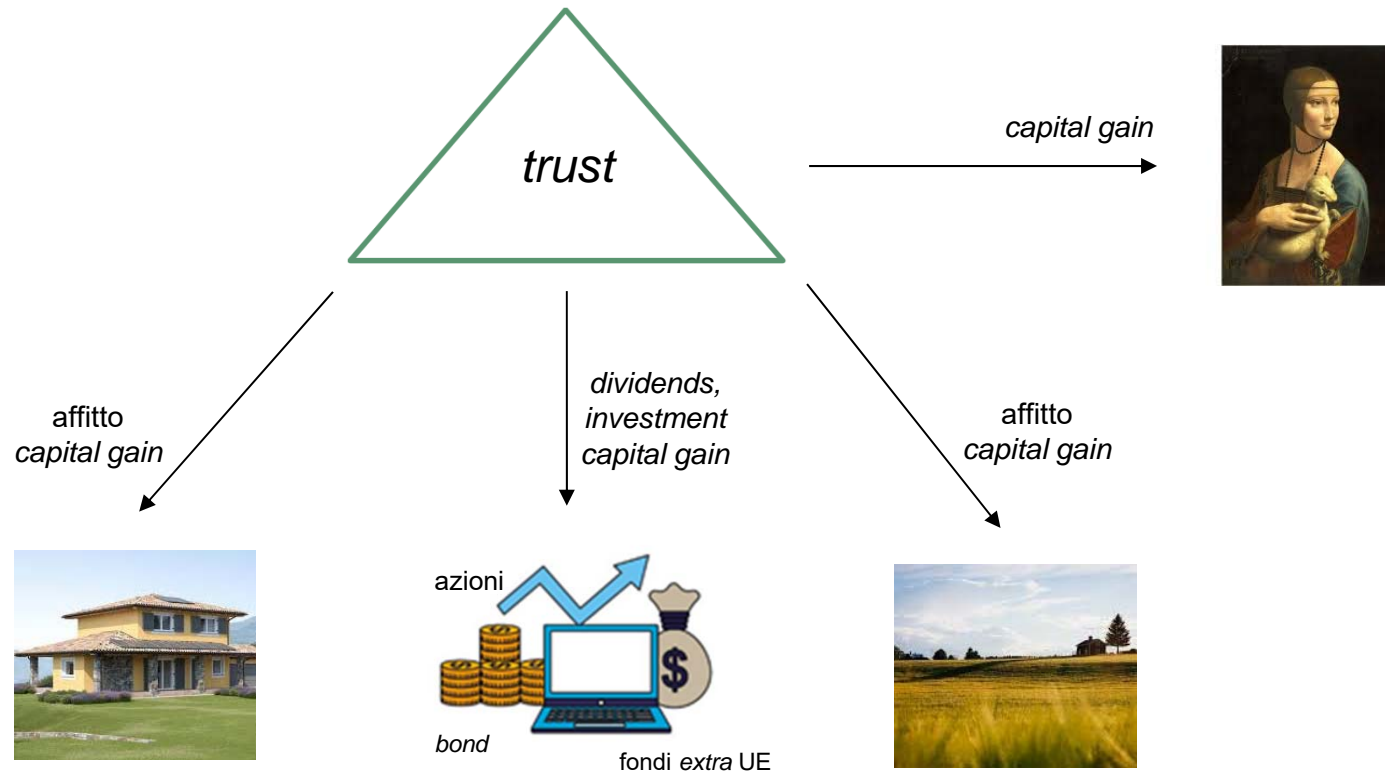 trust
capital gain
affitto
capital gain
dividends,
investment
capital gain
affitto
capital gain
azioni
$
bond
fondi extra UE